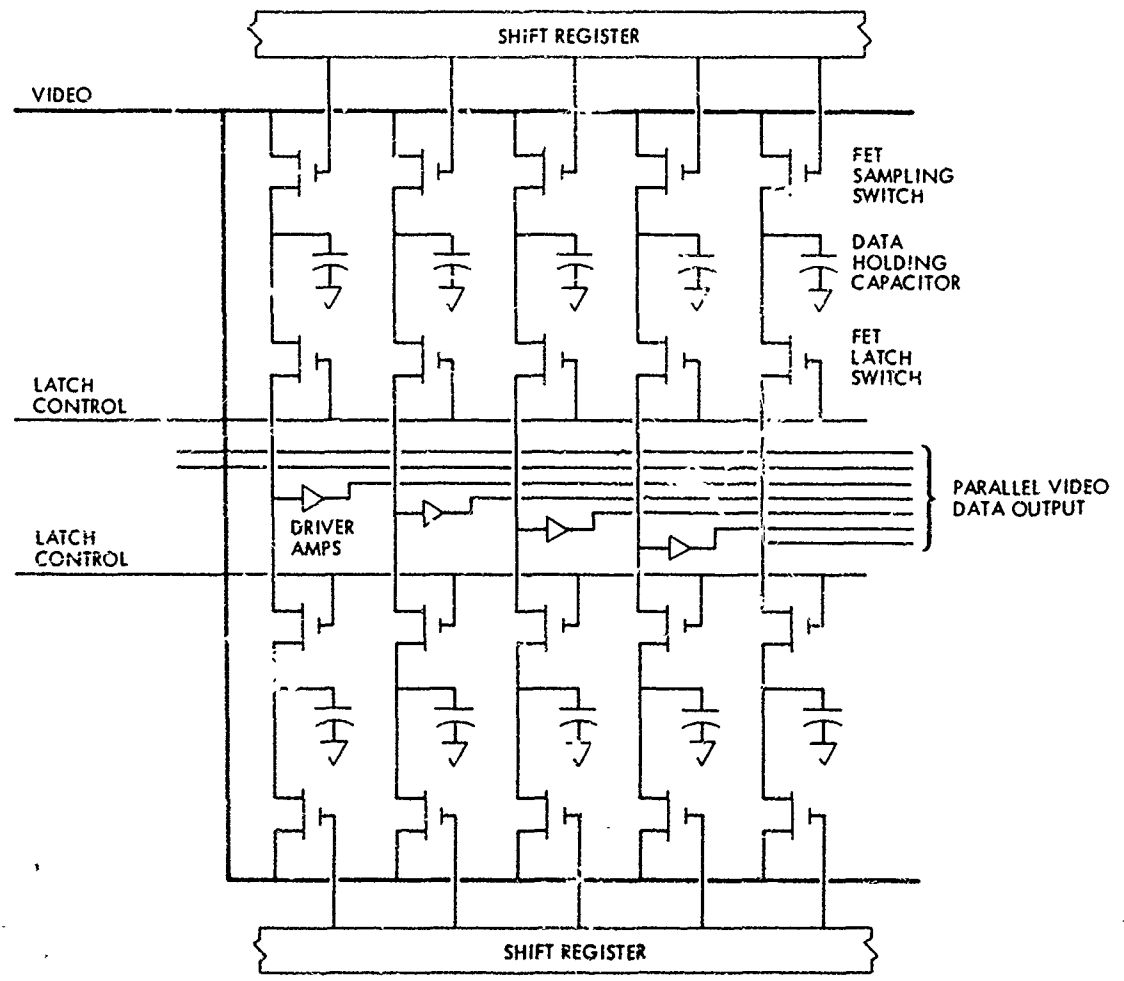 SHIFT REGISTER
VIDEO
FET
SAMPLING
SWITCH
DATA
HOLDING
CAPACITOR
FET
LATCH
SWITCH
LATCH
CONTROL
PARALLEL VIDEO
DATA OUTPUT
DRIVER
AMPS
LATCH
CONTROL
SHIFT REGISTER